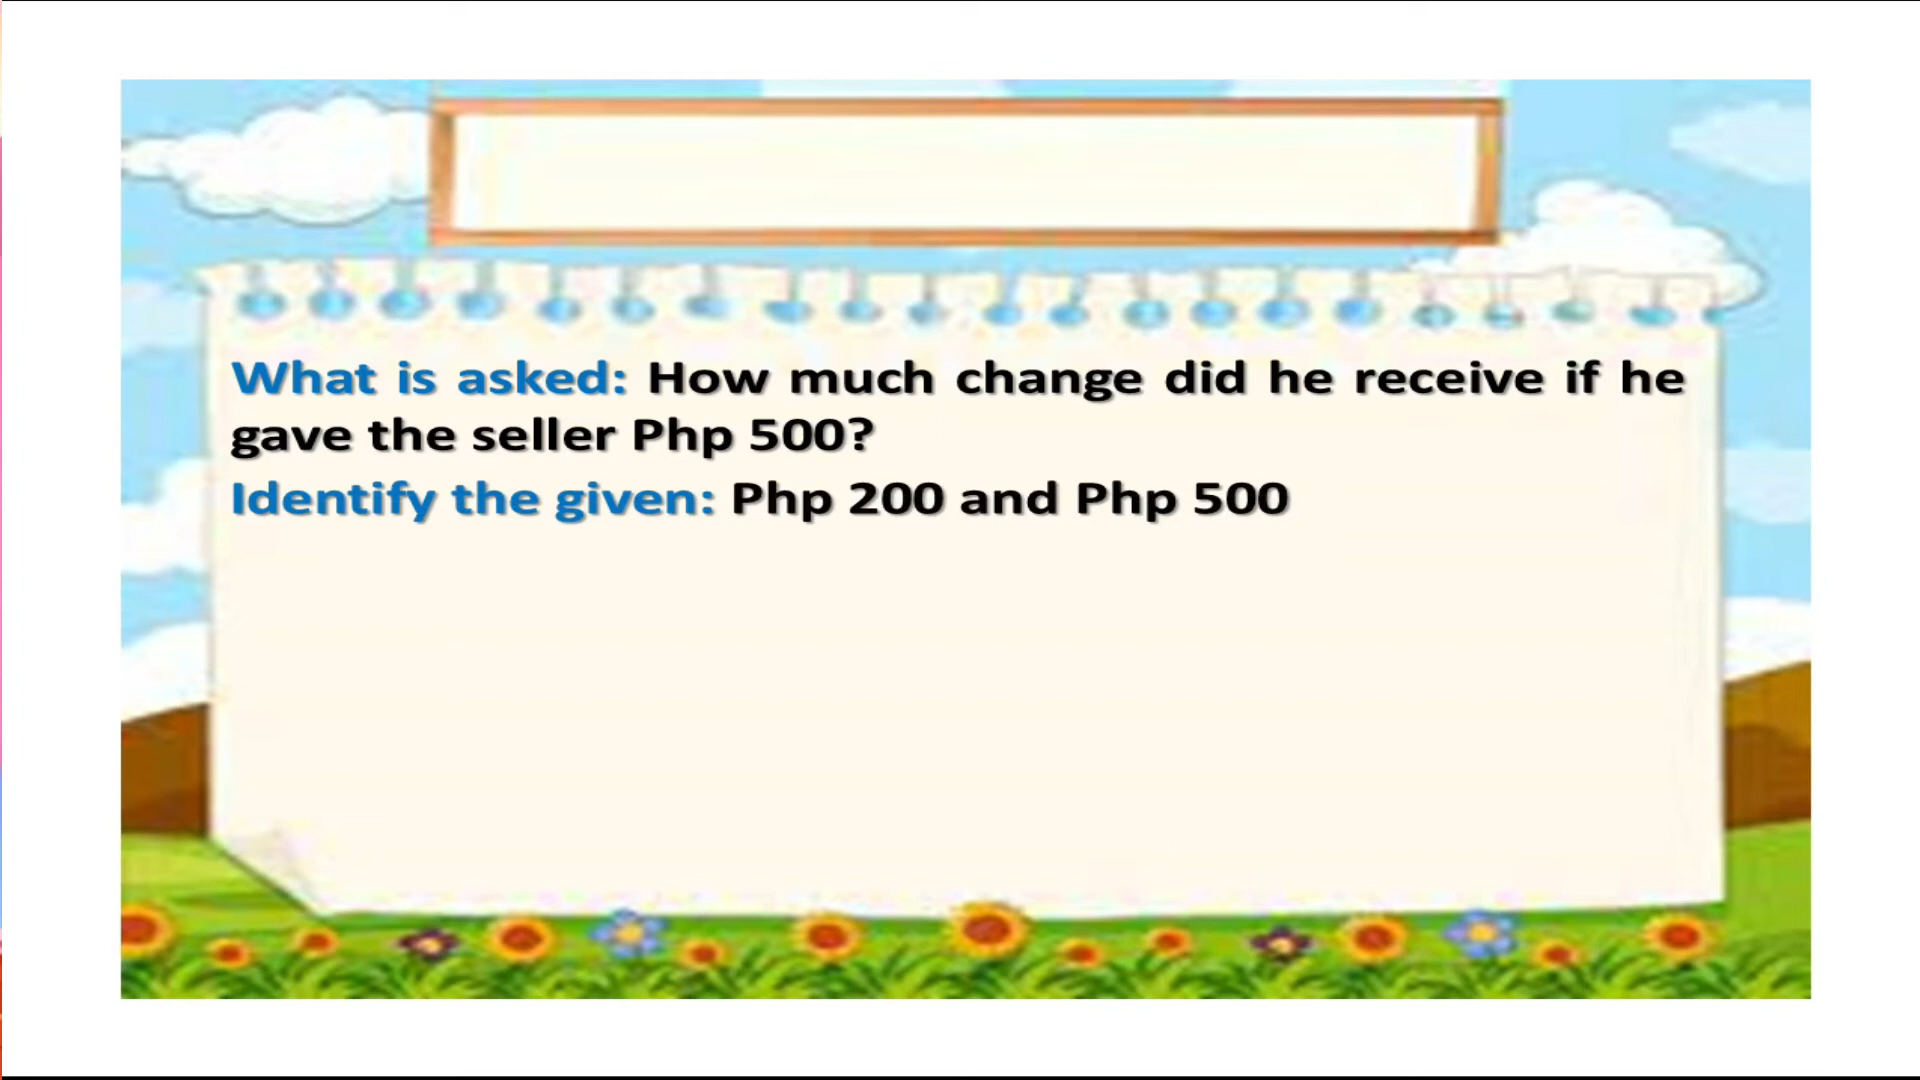 What is asked: How much change did he receive if he
gave the seller Php 500?
Identify the given: Php 200 and Php 500